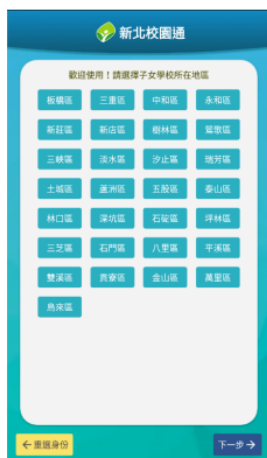 新北校園通
歡迎使用！請選擇子女學校所在地區
板橋區 三重區 中和區 永和區
新莊區 新店區 樹林區 鶯歌區
三峽區 淡水區 汐止區 瑞芳區
土城區 蘆洲區 五股區 泰山區
林口區 深坑區 石碇區 坪林區
三芝區 石門區 八里區 平溪區
雙溪區 貢寮區 金山區 萬里區
烏來區
←重選身份 下一步→